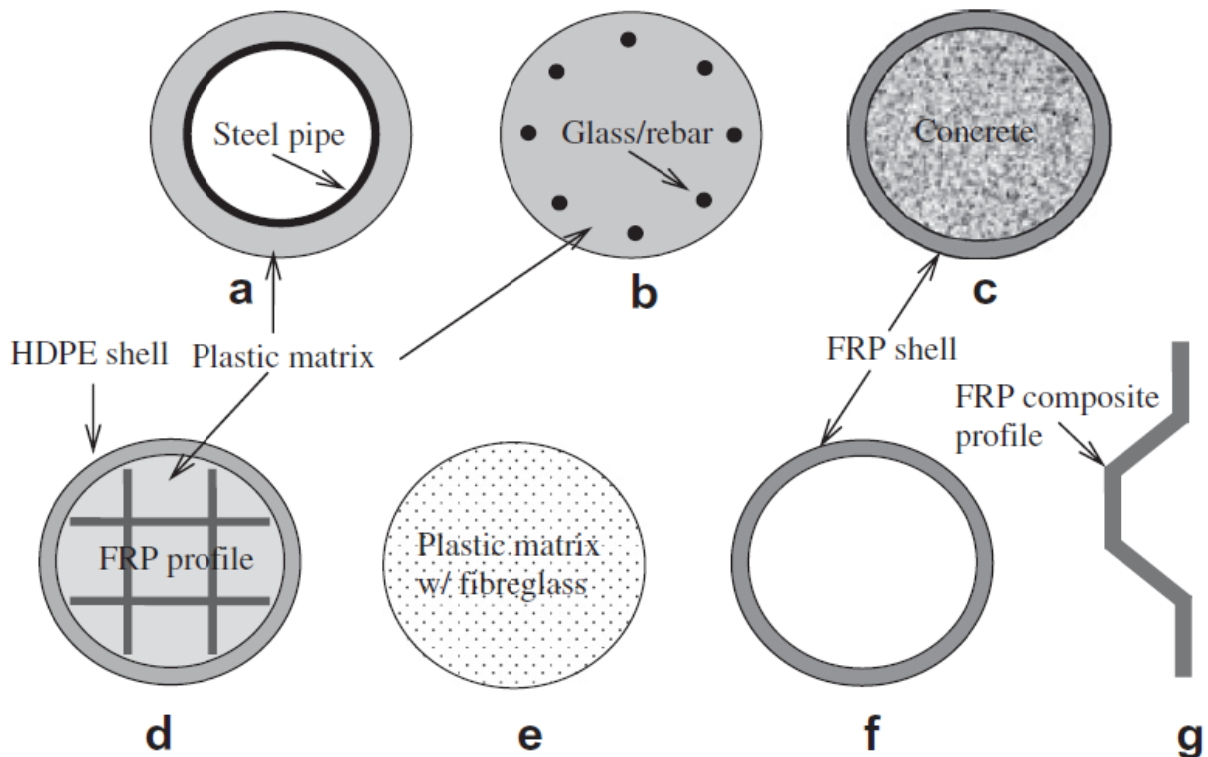 Steel pipe
Glass/rebar
Concrete
a
b
c
HDPE shell
Plastic matrix
FRP shell
FRP composite
profile
FRP profile
Plastic matrix
w/ fibreglass
d
e
f
g